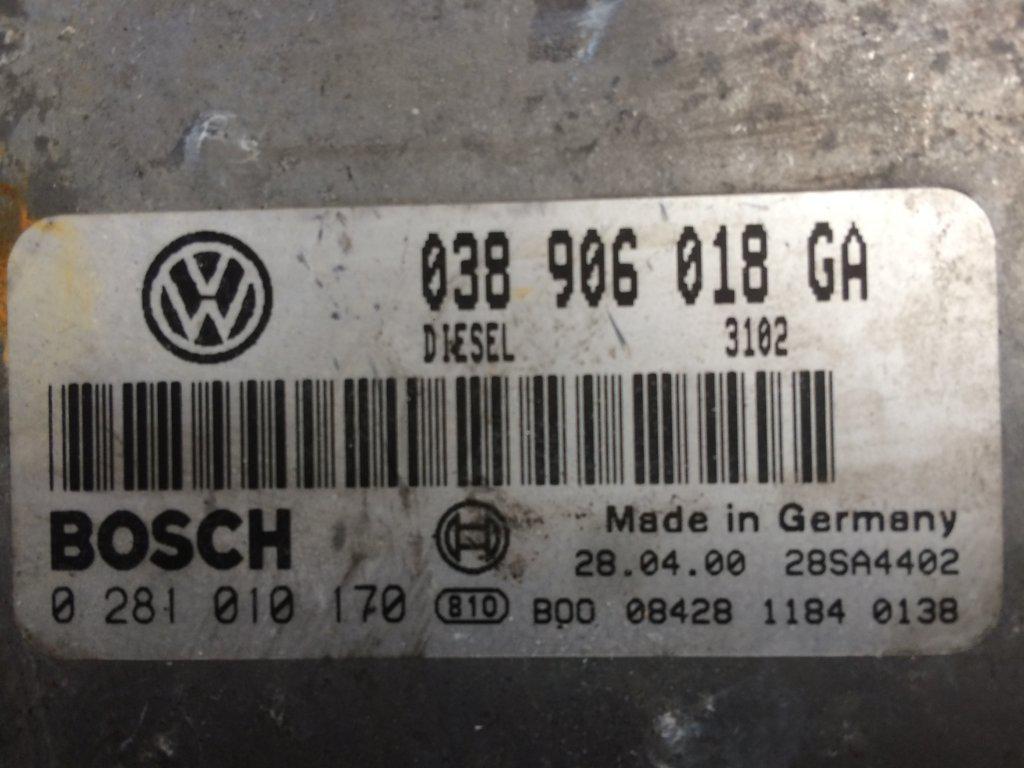 038 906 018 GA
DIESEL 3102
BOSCH
Made in Germany
28.04.00 28SA4402
0 281 010 170 810 B00 08428 1184 0138